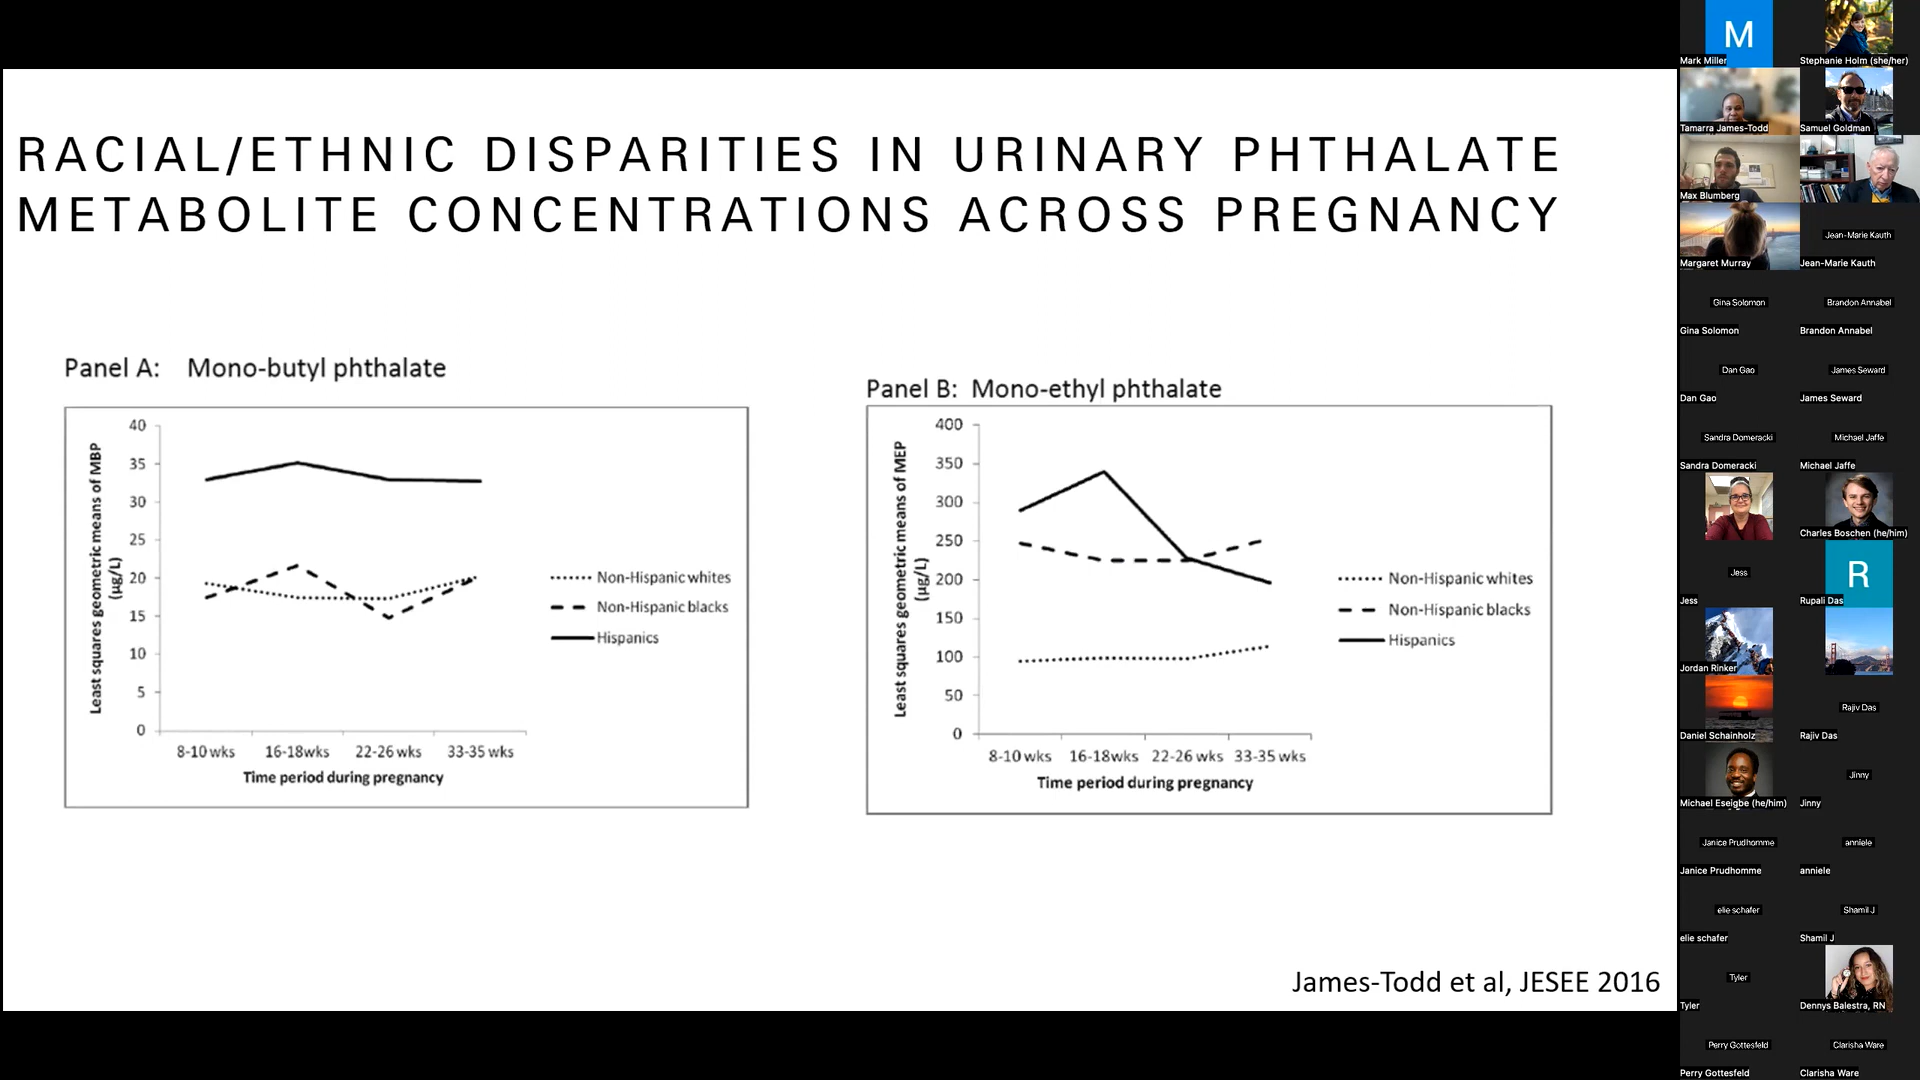 RACIAL/ETHNIC DISPARITIES IN URINARY PHTHALATE
METABOLITE CONCENTRATIONS ACROSS PREGNANCY
Panel A: Mono-butyl phthalate
Least squares geometric means of MBP
(µg/L)
40
35
30
25
20
15
10
5
0
8-10 wks 16-18wks 22-26 wks 33-35 wks
Time period during pregnancy
Non-Hispanic whites
Non-Hispanic blacks
Hispanics
Panel B: Mono-ethyl phthalate
Least squares geometric means of MEP
(µg/L)
400
350
300
250
200
150
100
50
0
8-10 wks 16-18wks 22-26 wks 33-35 wks
Time period during pregnancy
Non-Hispanic whites
Non-Hispanic blacks
Hispanics
James-Todd et al, JESEE 2016
M
Mark Miller
Stephanie Holm (she/her)
Tamarra James-Todd
Samuel Goldman
Max Blumberg
Margaret Murray
Jean-Marie Kauth
Jean-Marie Kauth
Gina Solomon
Brandon Annabel
Gina Solomon
Brandon Annabel
Dan Gao
James Seward
Dan Gao
James Seward
Sandra Domeracki
Michael Jaffe
Sandra Domeracki
Michael Jaffe
Charles Boschen (he/him)
Jess
R
Jess
Rupali Das
Jordan Rinker
Rajiv Das
Daniel Schainholz
Rajiv Das
Jinny
Michael Eseigbe (he/him)
Jinny
Janice Prudhomme
anniele
Janice Prudhomme
anniele
elie schafer
Shamil J
elie schafer
Shamil J
Tyler
Tyler
Dennys Balestra, RN
Perry Gottesfeld
Clarisha Ware
Perry Gottesfeld
Clarisha Ware